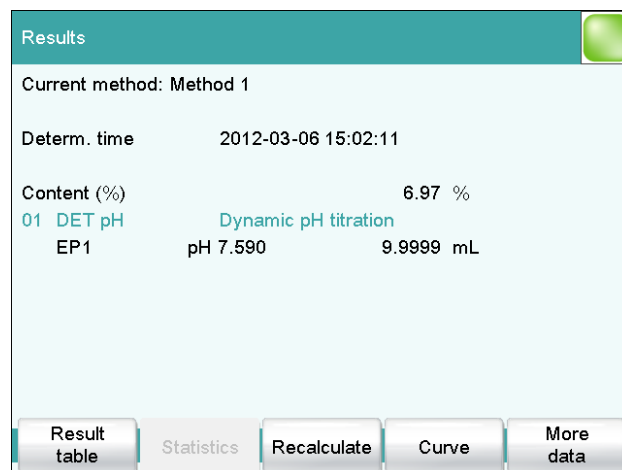 Results
Current method: Method 1
Determ. time 2012-03-06 15:02:11
Content (%) 6.97 %
01 DET pH Dynamic pH titration
EP1 pH 7.590 9.9999 mL
Result table
Statistics
Recalculate
Curve
More data